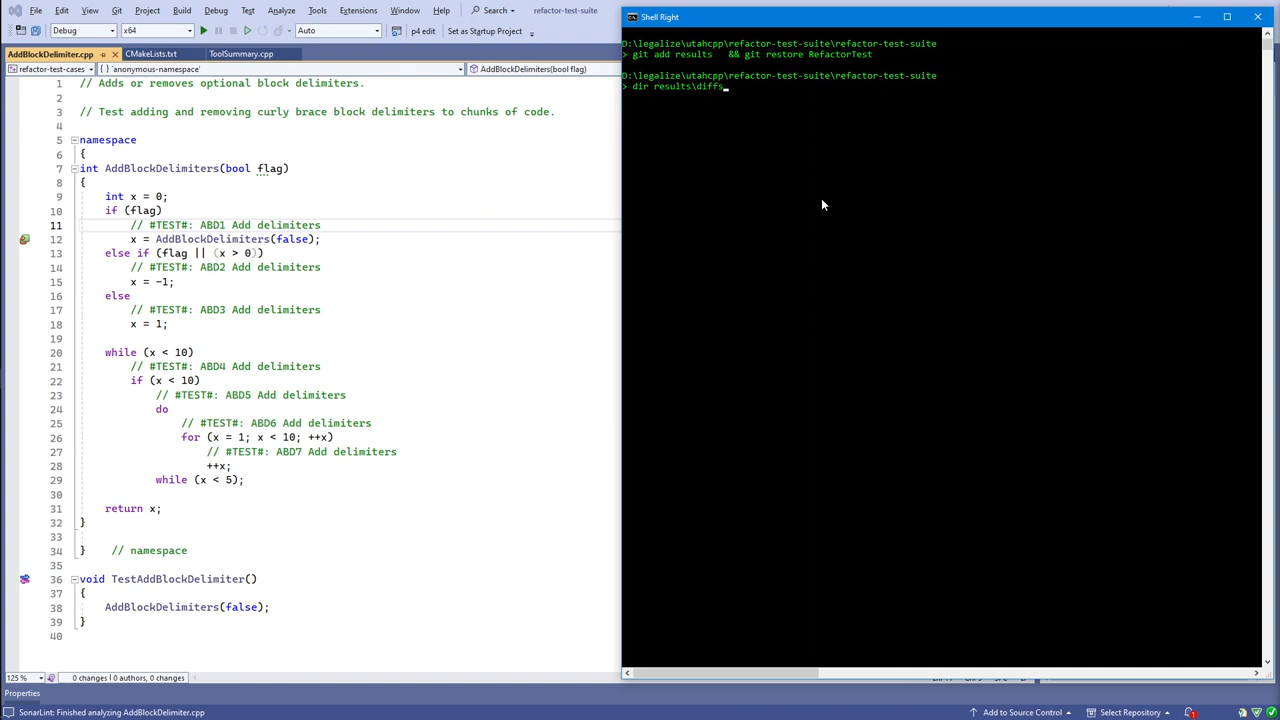 File Edit View Git Project Build Debug Test Analyze Tools Extensions Window Help Search refactor-test-suite
Debug x64 Auto p4 edit Set as Startup Project
AddBlockDelimiter.cpp CMakeLists.txt ToolSummary.cpp
refactor-test-cases { } 'anonymous-namespace' AddBlockDelimiters(bool flag)
1 // Adds or removes optional block delimiters.
2
3 // Test adding and removing curly brace block delimiters to chunks of code.
4
5 namespace
6 {
7 int AddBlockDelimiters(bool flag)
8 {
9 int x = 0;
10 if (flag)
11 // #TEST#: ABD1 Add delimiters
12 x = AddBlockDelimiters(false);
13 else if (flag || (x > 0))
14 // #TEST#: ABD2 Add delimiters
15 x = -1;
16 else
17 // #TEST#: ABD3 Add delimiters
18 x = 1;
19
20 while (x < 10)
21 // #TEST#: ABD4 Add delimiters
22 if (x < 10)
23 // #TEST#: ABD5 Add delimiters
24 do
25 // #TEST#: ABD6 Add delimiters
26 for (x = 1; x < 10; ++x)
27 // #TEST#: ABD7 Add delimiters
28 ++x;
29 while (x < 5);
30
31 return x;
32 }
33
34 } // namespace
35
36 void TestAddBlockDelimiter()
37 {
38 AddBlockDelimiters(false);
39 }
40
125 % 0 changes | 0 authors, 0 changes
Properties
SonarLint: Finished analyzing AddBlockDelimiter.cpp
Add to Source Control Select Repository 1
Shell Right
D:\legalize\utahcpp\refactor-test-suite\refactor-test-suite
> git add results && git restore RefactorTest
D:\legalize\utahcpp\refactor-test-suite\refactor-test-suite
> dir results\diffs